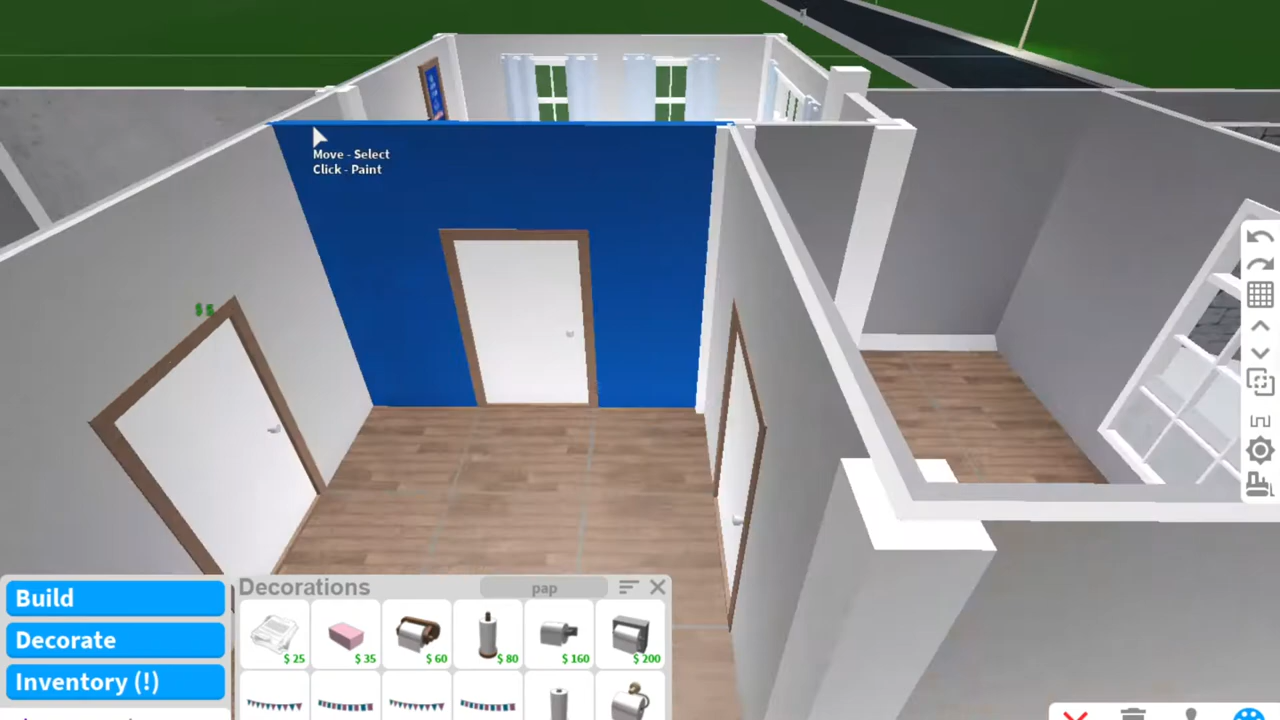 Move - Select
Click - Paint
$5
Build
Decorations
pap
Decorate
$ 25
$ 35
$ 60
$ 80
$ 160
$ 200
Inventory (!)